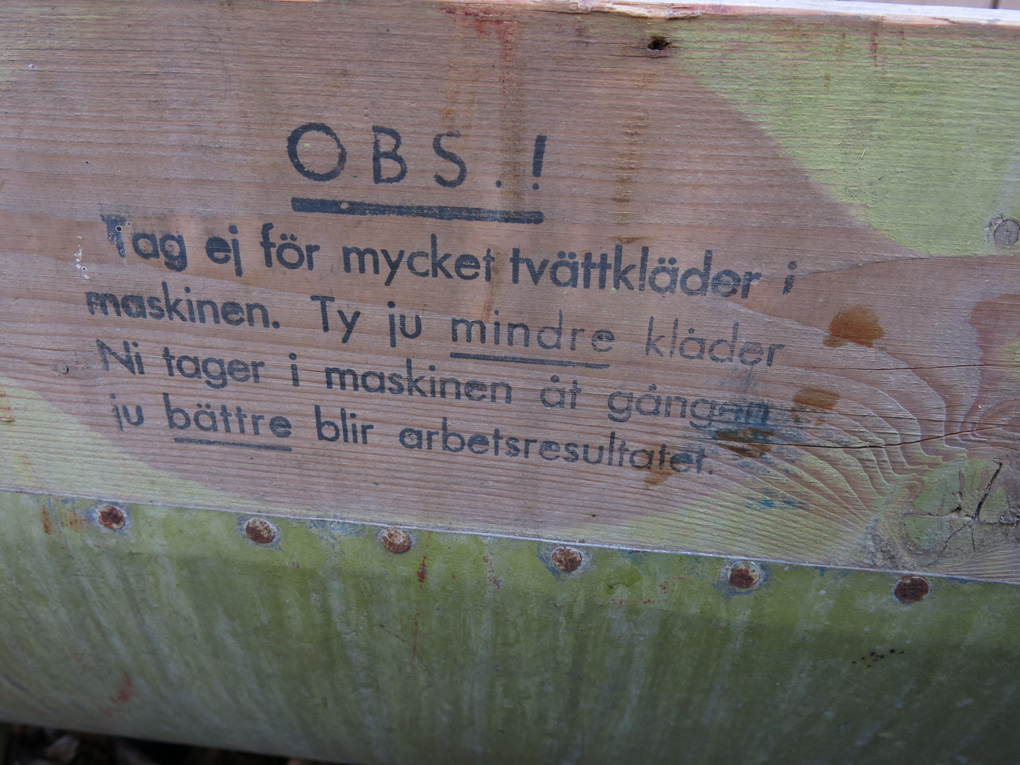 OBS.!
Tag ej för mycket tvättkläder i
maskinen. Ty ju mindre kläder
Ni tager i maskinen åt gången
ju bättre blir arbetsresultatet.